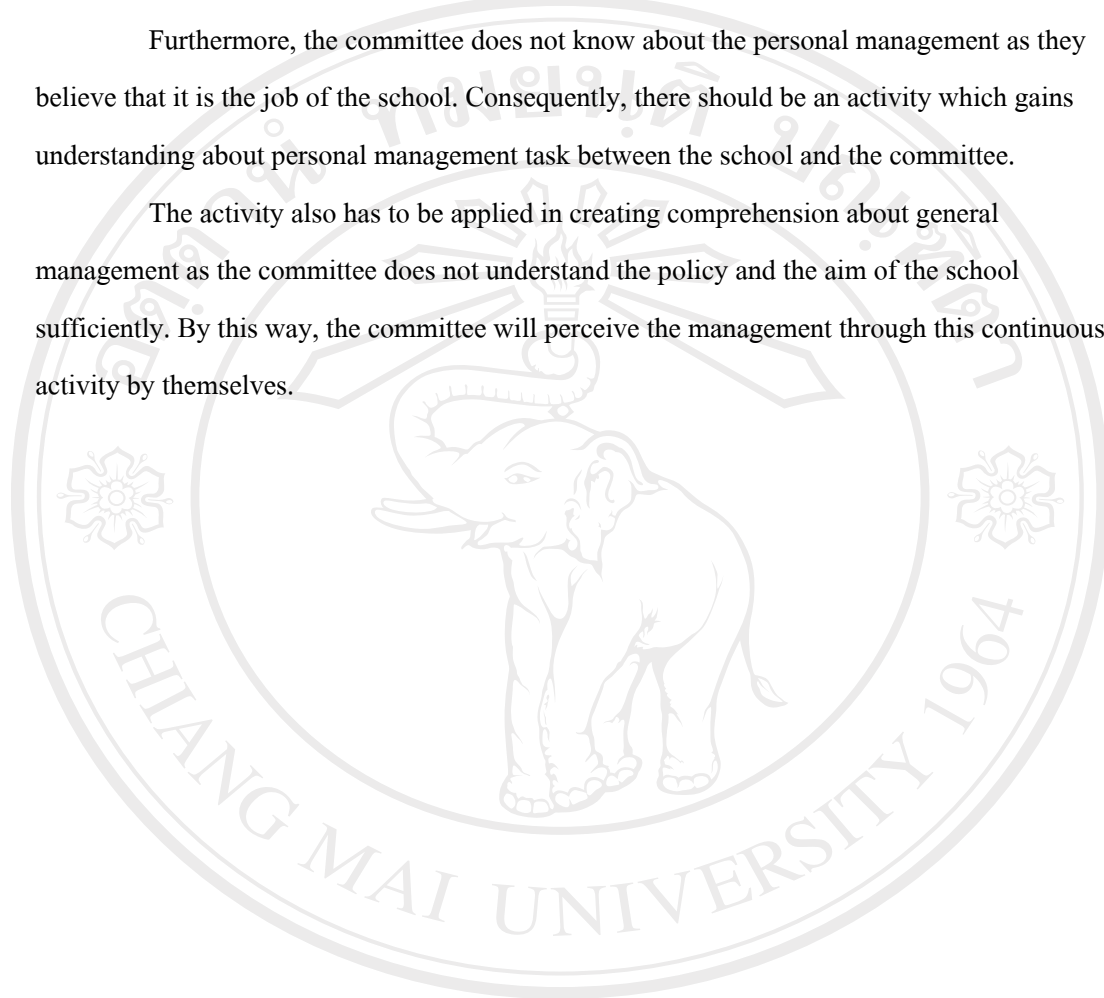 Furthermore, the committee does not know about the personal management as they
believe that it is the job of the school. Consequently, there should be an activity which gains
understanding about personal management task between the school and the committee.
The activity also has to be applied in creating comprehension about general
management as the committee does not understand the policy and the aim of the school
sufficiently. By this way, the committee will perceive the management through this continuous
activity by themselves.
CHIANG MAI UNIVERSITY 1964